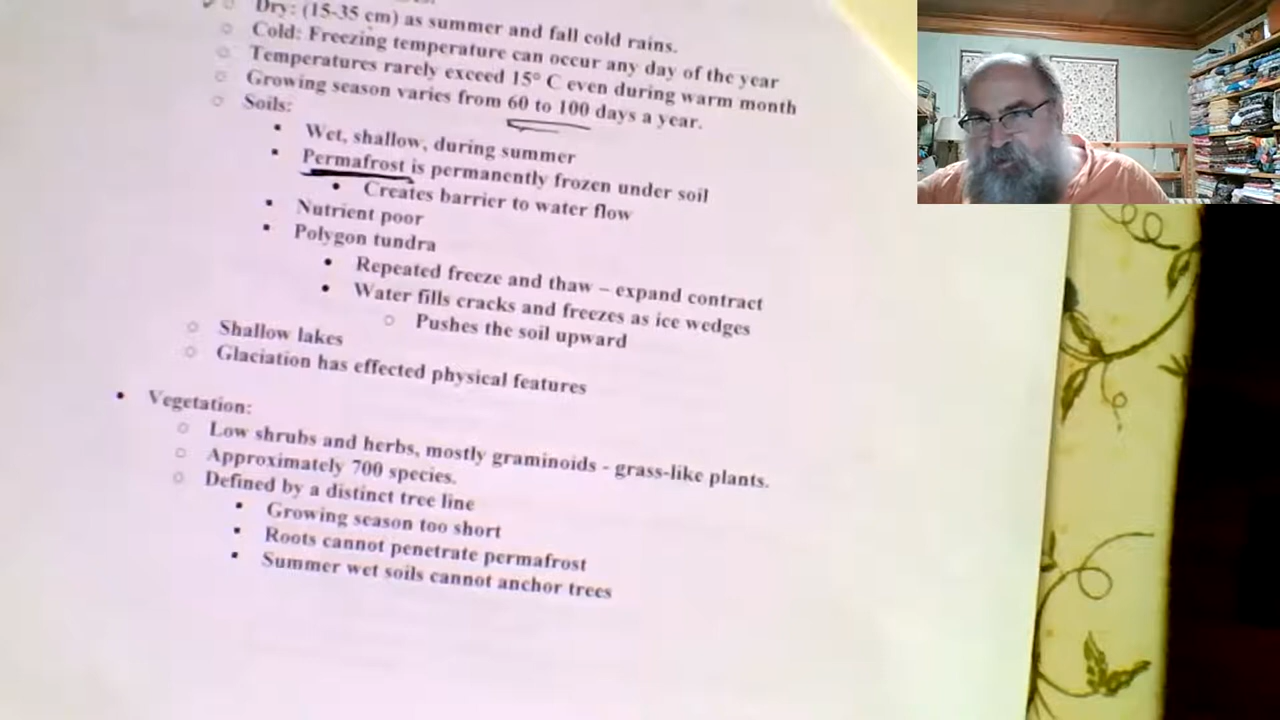 Dry: (15-35 cm) as summer and fall cold rains.
Cold: Freezing temperature can occur any day of the year
Temperatures rarely exceed 15° C even during warm month
Growing season varies from 60 to 100 days a year.
Soils:
Wet, shallow, during summer
Permafrost is permanently frozen under soil
Creates barrier to water flow
Nutrient poor
Polygon tundra
Repeated freeze and thaw – expand contract
Water fills cracks and freezes as ice wedges
Pushes the soil upward
Shallow lakes
Glaciation has effected physical features
Vegetation:
Low shrubs and herbs, mostly graminoids - grass-like plants.
Approximately 700 species.
Defined by a distinct tree line
Growing season too short
Roots cannot penetrate permafrost
Summer wet soils cannot anchor trees